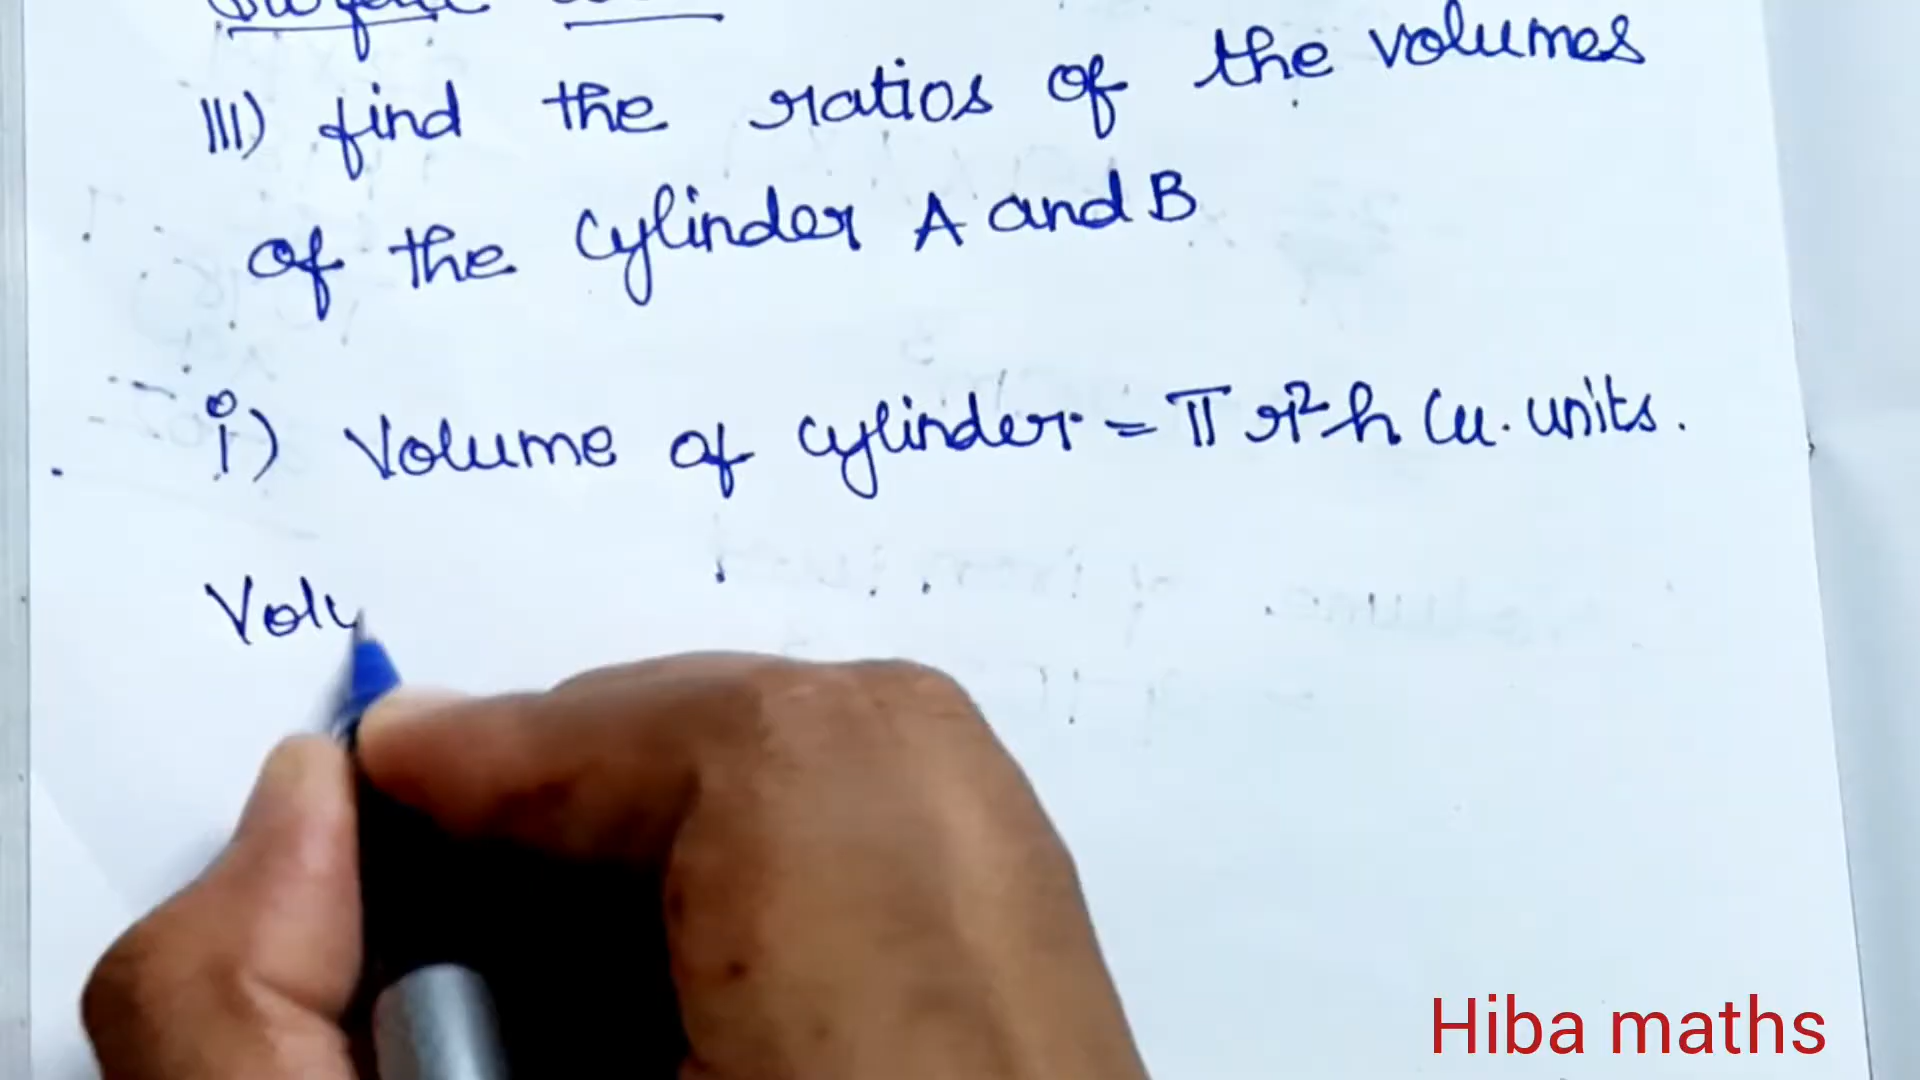 III) find the ratios of the volumes
of the cylinder A and B
i) Volume of cylinder = π r² h cu. units.
Volu
Hiba maths